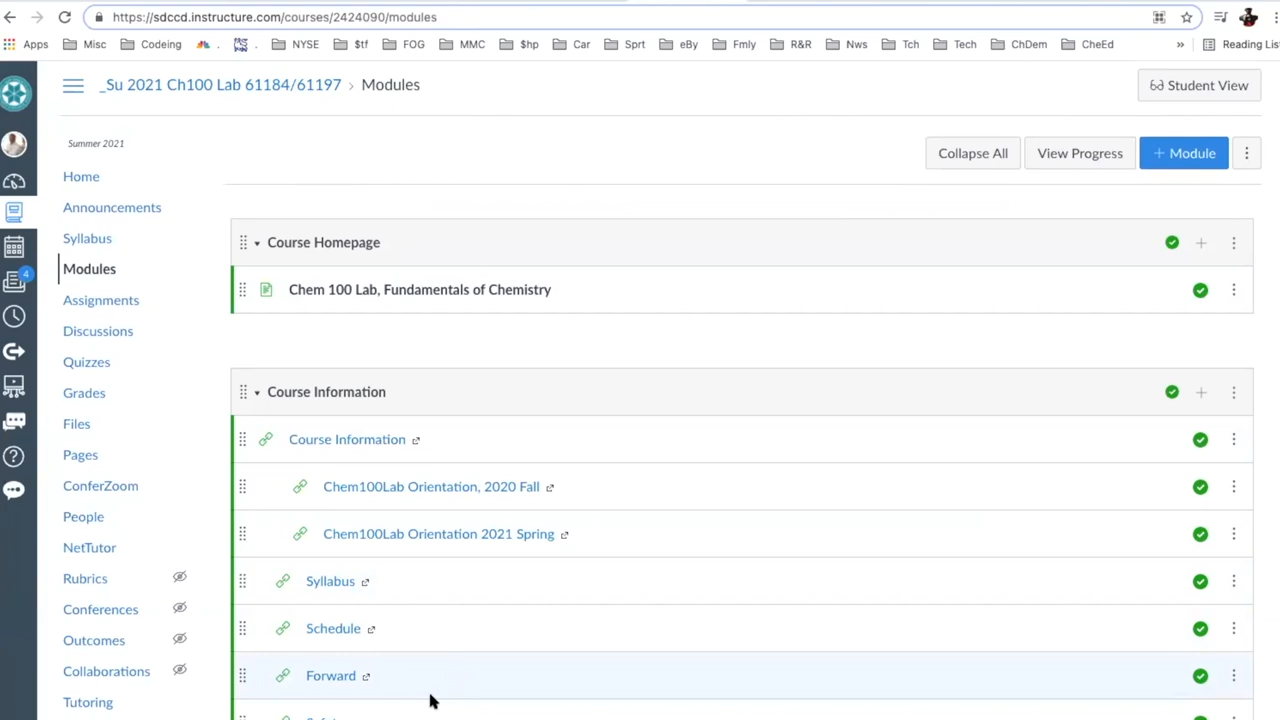 https://sdccd.instructure.com/courses/2424090/modules
Apps Misc Codeing . . NYSE $tf FOG MMC $hp Car Sprt eBy Fmly R&R Nws Tch Tech ChDem CheEd » Reading List
_Su 2021 Ch100 Lab 61184/61197 › Modules
Student View
Summer 2021
Collapse All View Progress + Module
Home
Announcements
Syllabus
Modules
Assignments
Discussions
Quizzes
Grades
Files
Pages
ConferZoom
People
NetTutor
Rubrics
Conferences
Outcomes
Collaborations
Tutoring
4
Course Homepage
Chem 100 Lab, Fundamentals of Chemistry
Course Information
Course Information
Chem100Lab Orientation, 2020 Fall
Chem100Lab Orientation 2021 Spring
Syllabus
Schedule
Forward